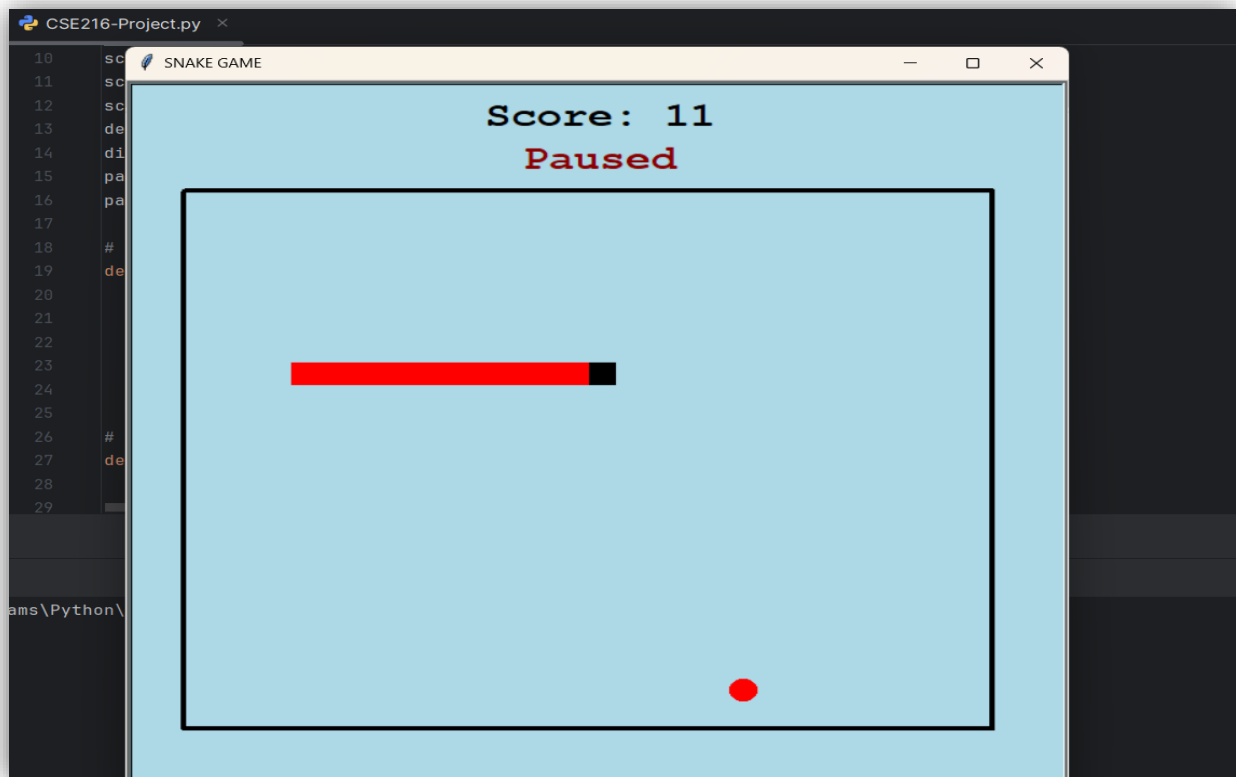 CSE216-Project.py
SNAKE GAME
10 sc
11 sc
12 sc
13 de
14 di
15 pa
16 pa
17
18 #
19 de
20
21
22
23
24
25
26 #
27 de
28
29
Score: 11
Paused
ams\Python\